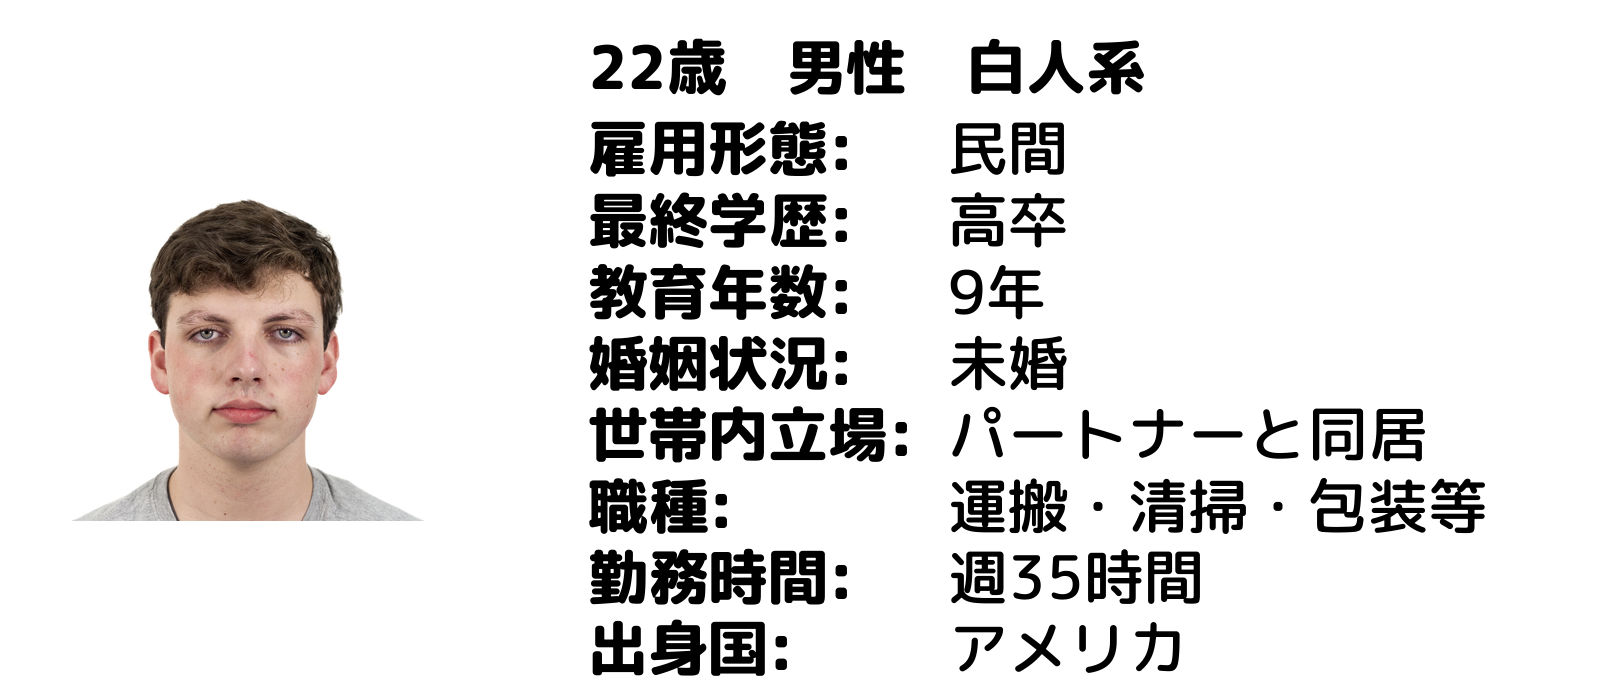 22歳　男性　白人系
雇用形態:　民間
最終学歴:　高卒
教育年数:　9年
婚姻状況:　未婚
世帯内立場:　パートナーと同居
職種:　運搬・清掃・包装等
勤務時間:　週35時間
出身国:　アメリカ